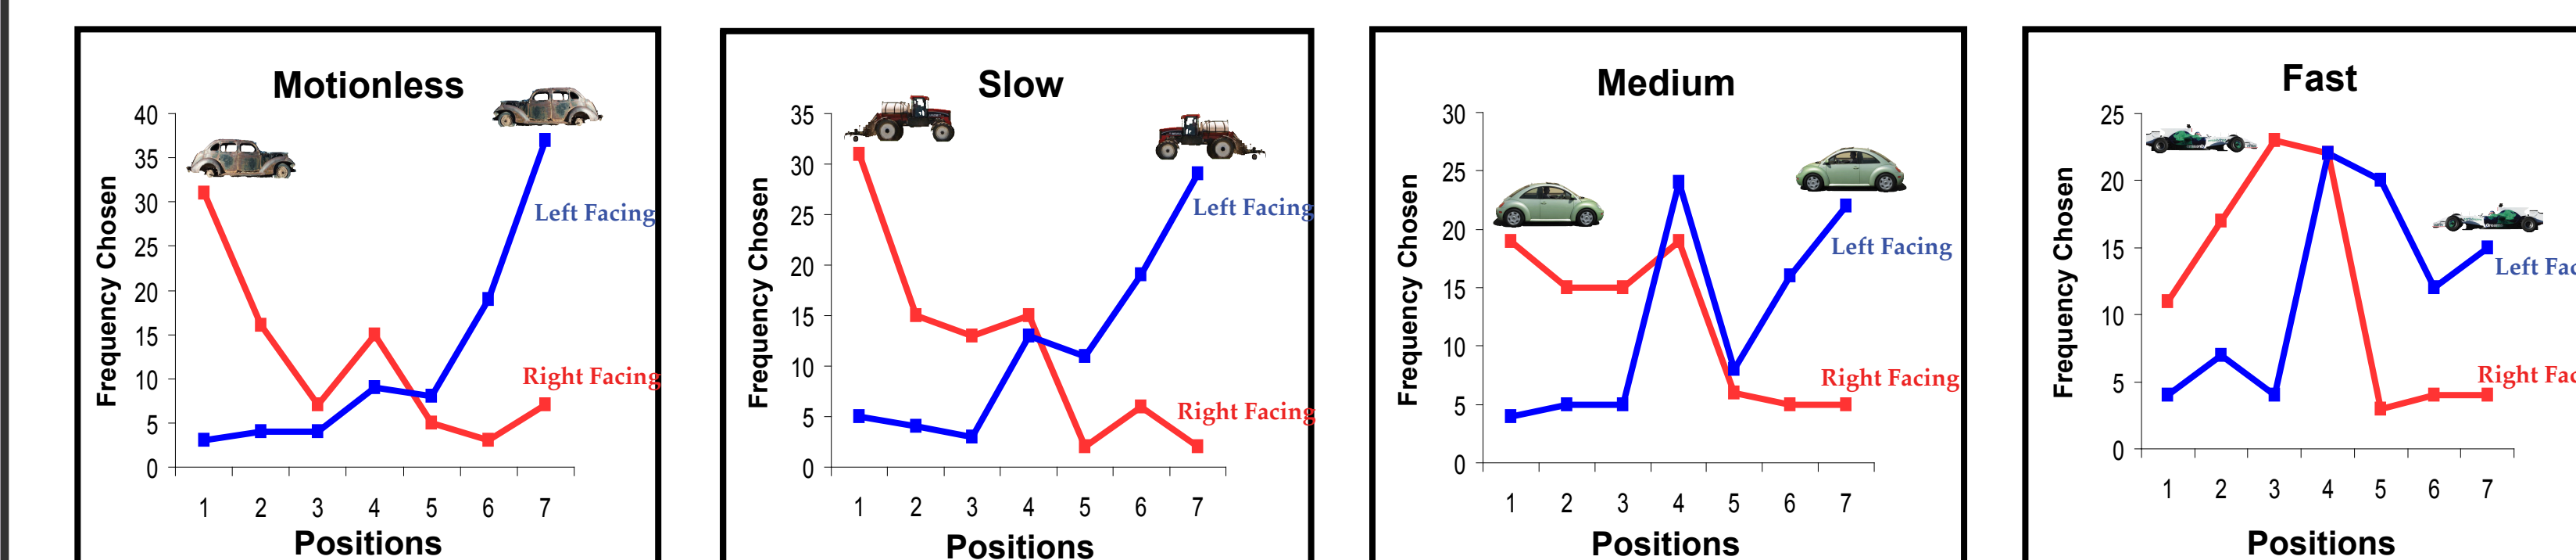 Motionless
40
35
30
25
20
15
10
5
0
Frequency Chosen
Left Facing
Right Facing
1 2 3 4 5 6 7
Positions
Slow
35
30
25
20
15
10
5
0
Frequency Chosen
Left Facing
Right Facing
1 2 3 4 5 6 7
Positions
Medium
30
25
20
15
10
5
0
Frequency Chosen
Left Facing
Right Facing
1 2 3 4 5 6 7
Positions
Fast
25
20
15
10
5
0
Frequency Chosen
Left Fac
Right Fac
1 2 3 4 5 6 7
Positions